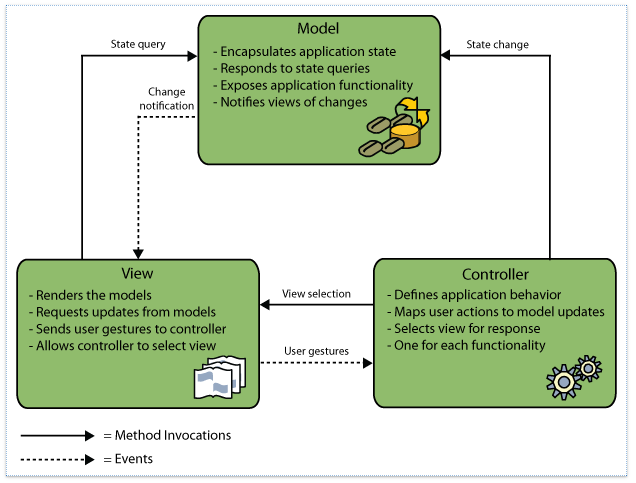 Model
- Encapsulates application state
- Responds to state queries
- Exposes application functionality
- Notifies views of changes
State query
State change
Change
notification
View
- Renders the models
- Requests updates from models
- Sends user gestures to controller
- Allows controller to select view
View selection
User gestures
Controller
- Defines application behavior
- Maps user actions to model updates
- Selects view for response
- One for each functionality
= Method Invocations
= Events